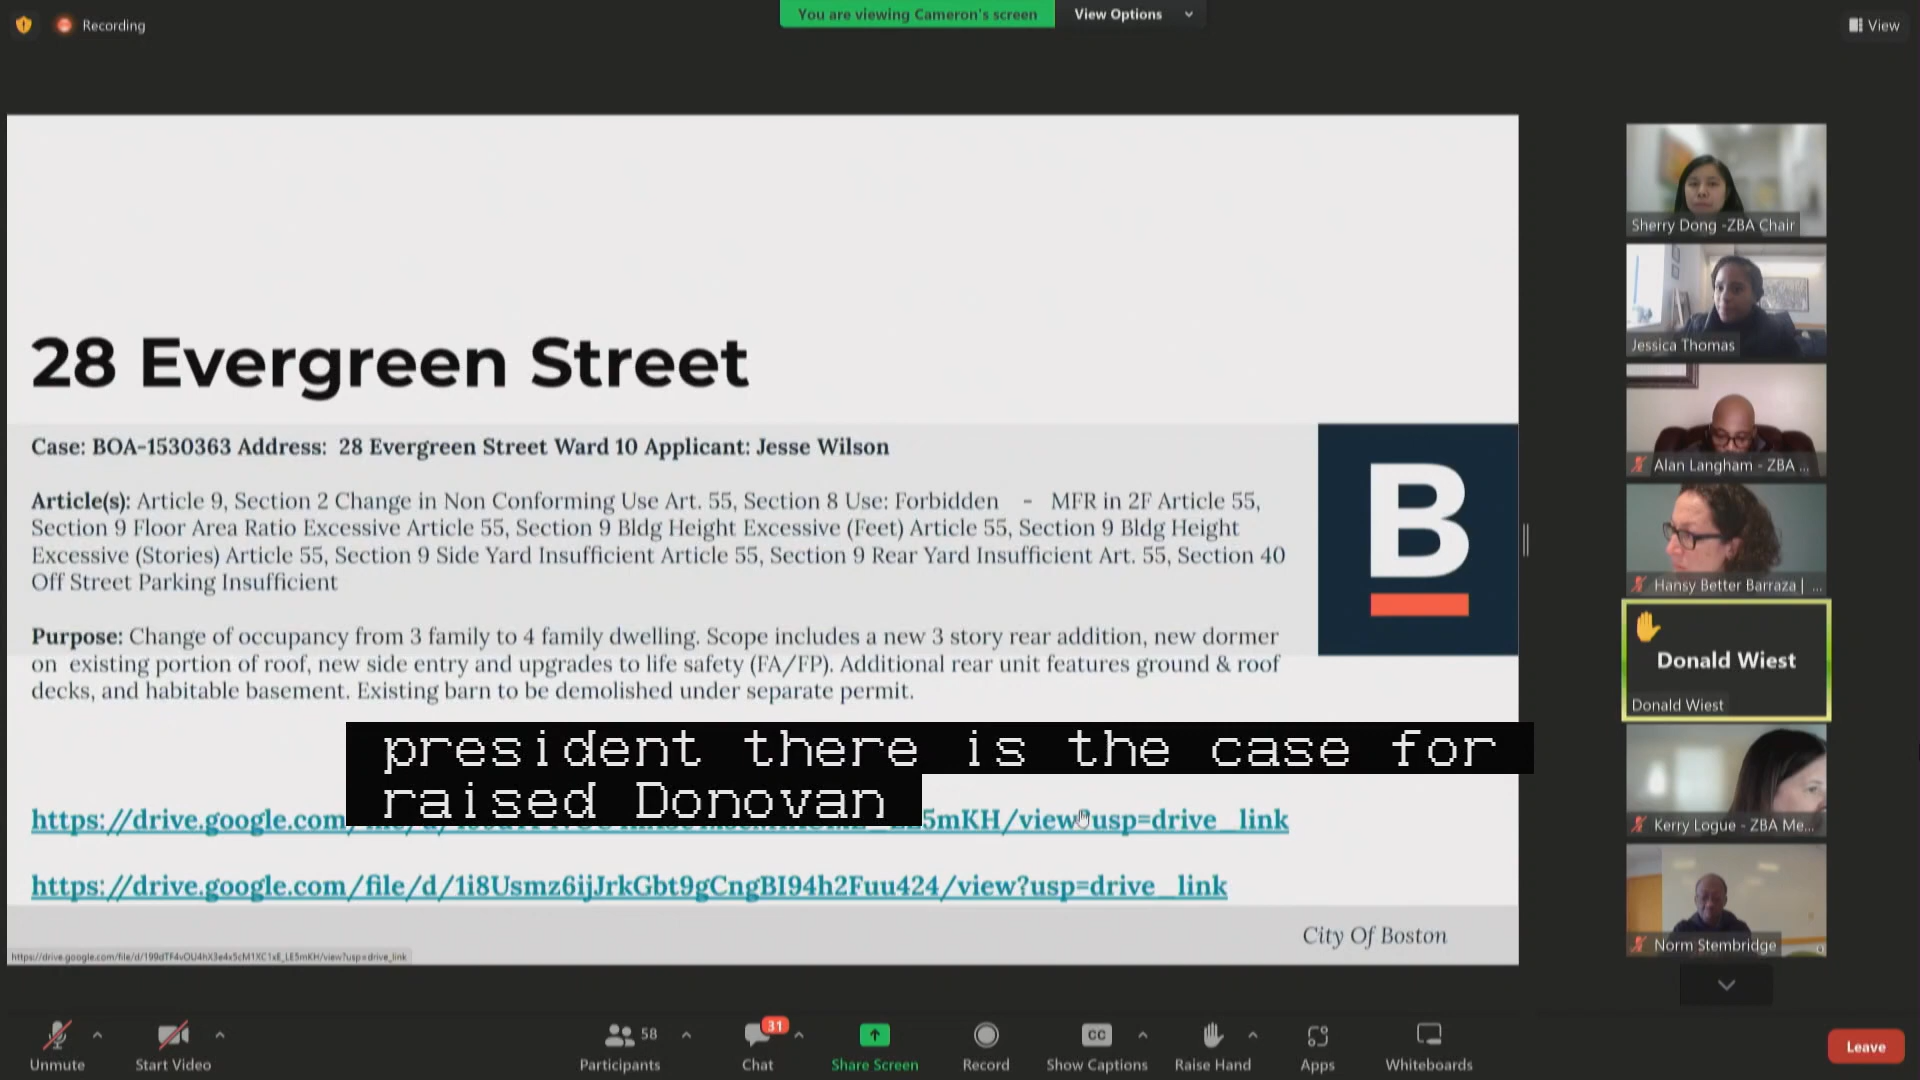 Recording
You are viewing Cameron's screen
View Options
View
28 Evergreen Street
Case: BOA-1530363 Address: 28 Evergreen Street Ward 10 Applicant: Jesse Wilson
Article(s): Article 9, Section 2 Change in Non Conforming Use Art. 55, Section 8 Use: Forbidden - MFR in 2F Article 55,
Section 9 Floor Area Ratio Excessive Article 55, Section 9 Bldg Height Excessive (Feet) Article 55, Section 9 Bldg Height
Excessive (Stories) Article 55, Section 9 Side Yard Insufficient Article 55, Section 9 Rear Yard Insufficient Art. 55, Section 40
Off Street Parking Insufficient
B
Purpose: Change of occupancy from 3 family to 4 family dwelling. Scope includes a new 3 story rear addition, new dormer
on existing portion of roof, new side entry and upgrades to life safety (FA/FP). Additional rear unit features ground & roof
decks, and habitable basement. Existing barn to be demolished under separate permit.
president there is the case for
raised Donovan
https://drive.google.com 5mKH/view?usp=drive_link
https://drive.google.com/file/d/1i8Usmz6ijJrkGbt9gCngBI94h2Fuu424/view?usp=drive_link
City Of Boston
Sherry Dong -ZBA Chair
Jessica Thomas
Alan Langham - ZBA ...
Hansy Better Barraza | ...
Donald Wiest
Donald Wiest
Kerry Logue - ZBA Me...
Norm Stembridge
Unmute
Start Video
58
Participants
31
Chat
Share Screen
Record
CC
Show Captions
Raise Hand
Apps
Whiteboards
Leave